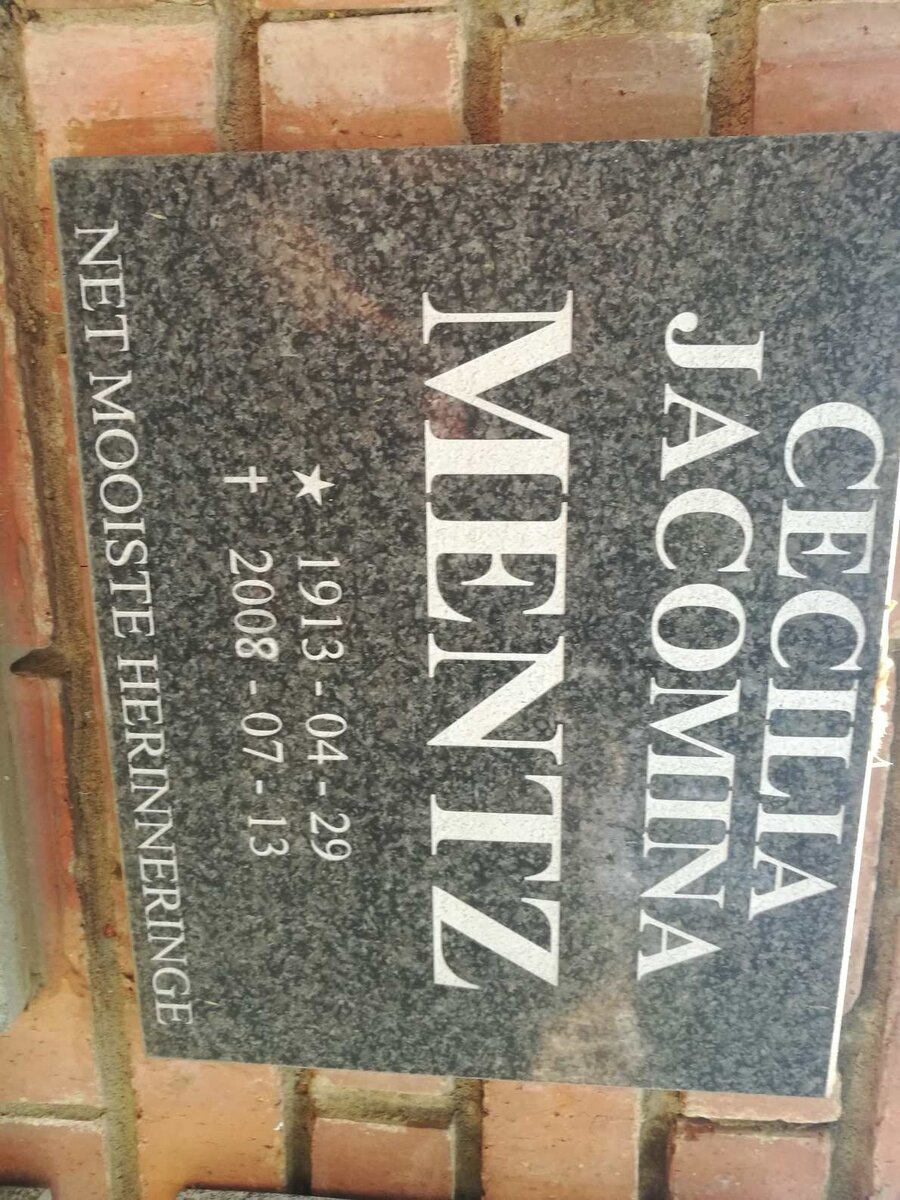 CECILIA
JACOMINA
MENTZ
★ 1913 - 04 - 29
✝ 2008 - 07 - 13
NET MOOISTE HERINNERINGE